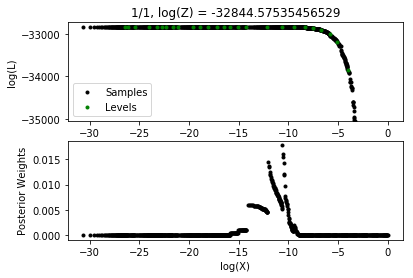 1/1, log(Z) = -32844.57535456529
log(L)
−33000
−34000
−35000
Samples
Levels
−30 −25 −20 −15 −10 −5 0
Posterior Weights
0.015
0.010
0.005
0.000
−30 −25 −20 −15 −10 −5 0
log(X)